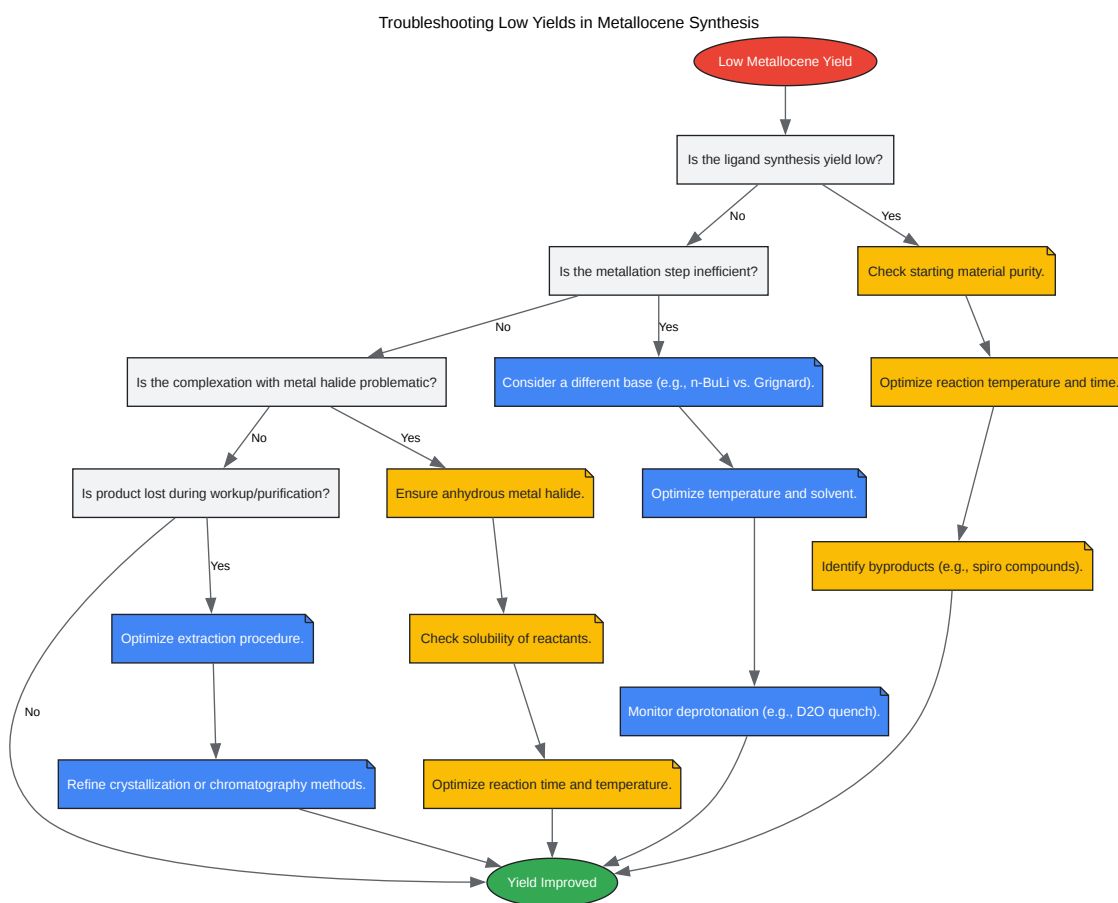 Troubleshooting Low Yields in Metallocene Synthesis
Low Metallocene Yield
Is the ligand synthesis yield low?
No
Yes
Is the metallation step inefficient?
Check starting material purity.
No
Yes
Is the complexation with metal halide problematic?
Consider a different base (e.g., n-BuLi vs. Grignard).
Optimize reaction temperature and time.
No
Yes
Is product lost during workup/purification?
Ensure anhydrous metal halide.
Optimize temperature and solvent.
Identify byproducts (e.g., spiro compounds).
Yes
Optimize extraction procedure.
Check solubility of reactants.
No
Monitor deprotonation (e.g., D2O quench).
Refine crystallization or chromatography methods.
Optimize reaction time and temperature.
Yield Improved